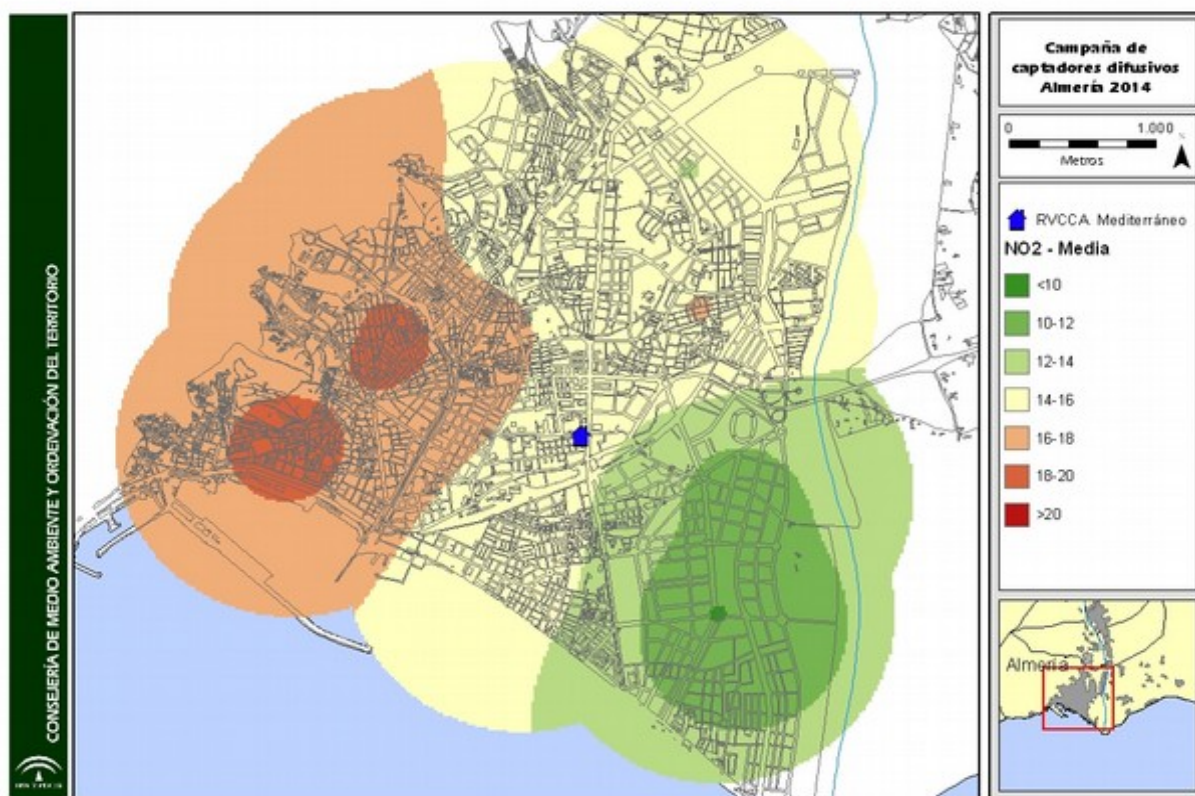 CONSEJERÍA DE MEDIO AMBIENTE Y ORDENACIÓN DEL TERRITORIO
Campaña de
captadores difusivos
Almería 2014
0 1.000
Metros
RVCCA Mediterráneo
NO2 - Media
<10
10-12
12-14
14-16
16-18
18-20
>20
Almería